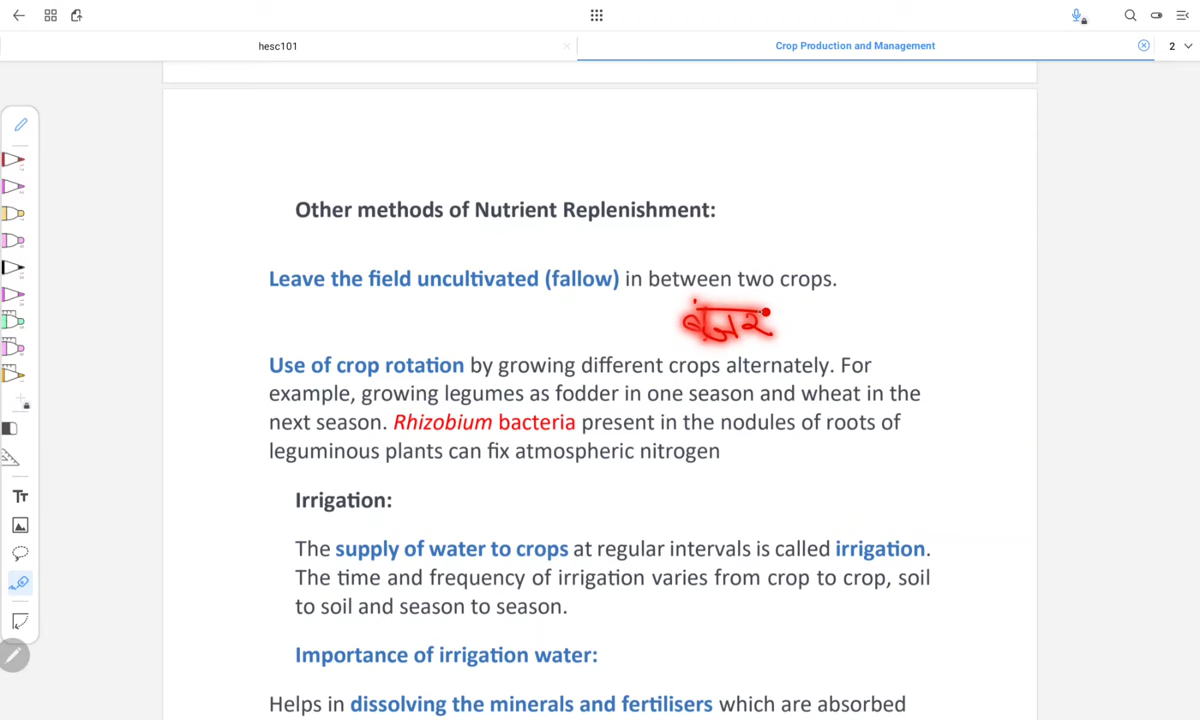 hesc101
Crop Production and Management
2
Other methods of Nutrient Replenishment:
Leave the field uncultivated (fallow) in between two crops.
बंजर
Use of crop rotation by growing different crops alternately. For
example, growing legumes as fodder in one season and wheat in the
next season. Rhizobium bacteria present in the nodules of roots of
leguminous plants can fix atmospheric nitrogen
Irrigation:
The supply of water to crops at regular intervals is called irrigation.
The time and frequency of irrigation varies from crop to crop, soil
to soil and season to season.
Importance of irrigation water:
Helps in dissolving the minerals and fertilisers which are absorbed
TT